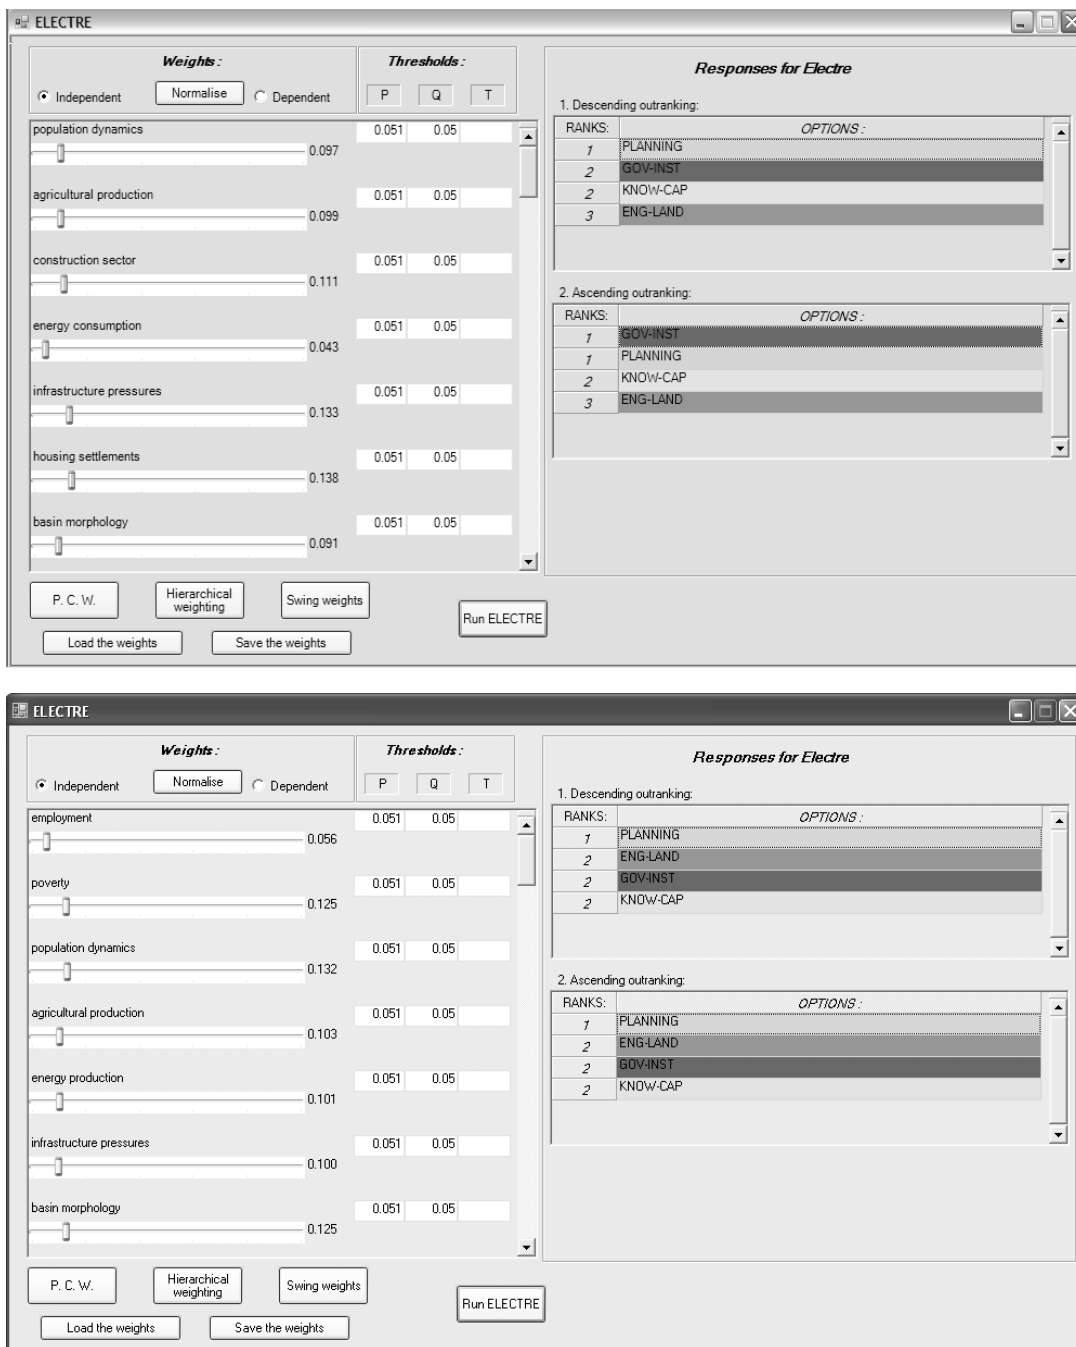 ELECTRE
Weights :
Thresholds :
Independent
Normalise
Dependent
P Q T
population dynamics 0.051 0.05
0.097
agricultural production 0.051 0.05
0.099
construction sector 0.051 0.05
0.111
energy consumption 0.051 0.05
0.043
infrastructure pressures 0.051 0.05
0.133
housing settlements 0.051 0.05
0.138
basin morphology 0.051 0.05
0.091
P. C. W.
Hierarchical
weighting
Swing weights
Load the weights
Save the weights
Run ELECTRE
Responses for Electre
1. Descending outranking:
RANKS: OPTIONS :
1 PLANNING
2 GOV-INST
2 KNOW-CAP
3 ENG-LAND
2. Ascending outranking:
RANKS: OPTIONS :
1 GOV-INST
1 PLANNING
2 KNOW-CAP
3 ENG-LAND
ELECTRE
Weights :
Thresholds :
Independent
Normalise
Dependent
P Q T
employment 0.051 0.05
0.056
poverty 0.051 0.05
0.125
population dynamics 0.051 0.05
0.132
agricultural production 0.051 0.05
0.103
energy production 0.051 0.05
0.101
infrastructure pressures 0.051 0.05
0.100
basin morphology 0.051 0.05
0.125
P. C. W.
Hierarchical
weighting
Swing weights
Load the weights
Save the weights
Run ELECTRE
Responses for Electre
1. Descending outranking:
RANKS: OPTIONS :
1 PLANNING
2 ENG-LAND
2 GOV-INST
2 KNOW-CAP
2. Ascending outranking:
RANKS: OPTIONS :
1 PLANNING
2 ENG-LAND
2 GOV-INST
2 KNOW-CAP